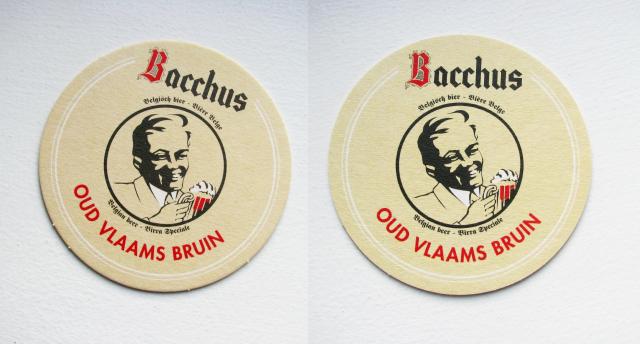 Bacchus
Belgisch bier - Bière Belge
Belgian beer - Birra Speciale
OUD VLAAMS BRUIN
Bacchus
Belgisch bier - Bière Belge
Belgian beer - Birra Speciale
OUD VLAAMS BRUIN